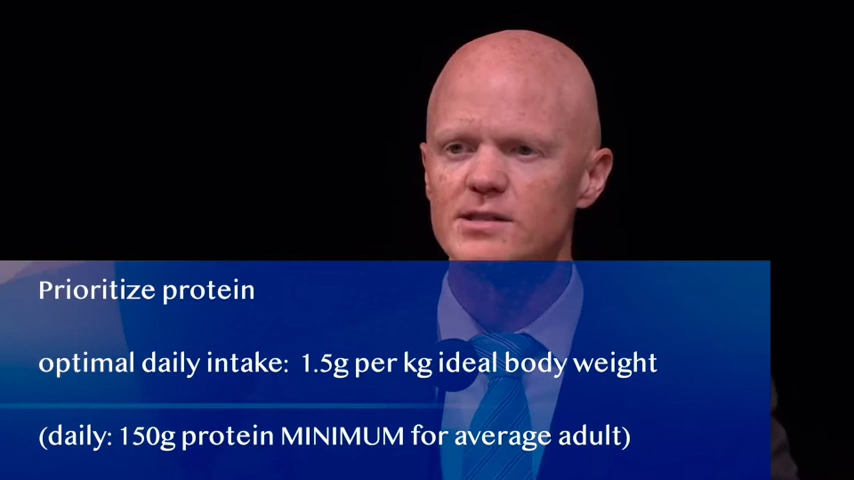 Prioritize protein
optimal daily intake: 1.5g per kg ideal body weight
(daily: 150g protein MINIMUM for average adult)